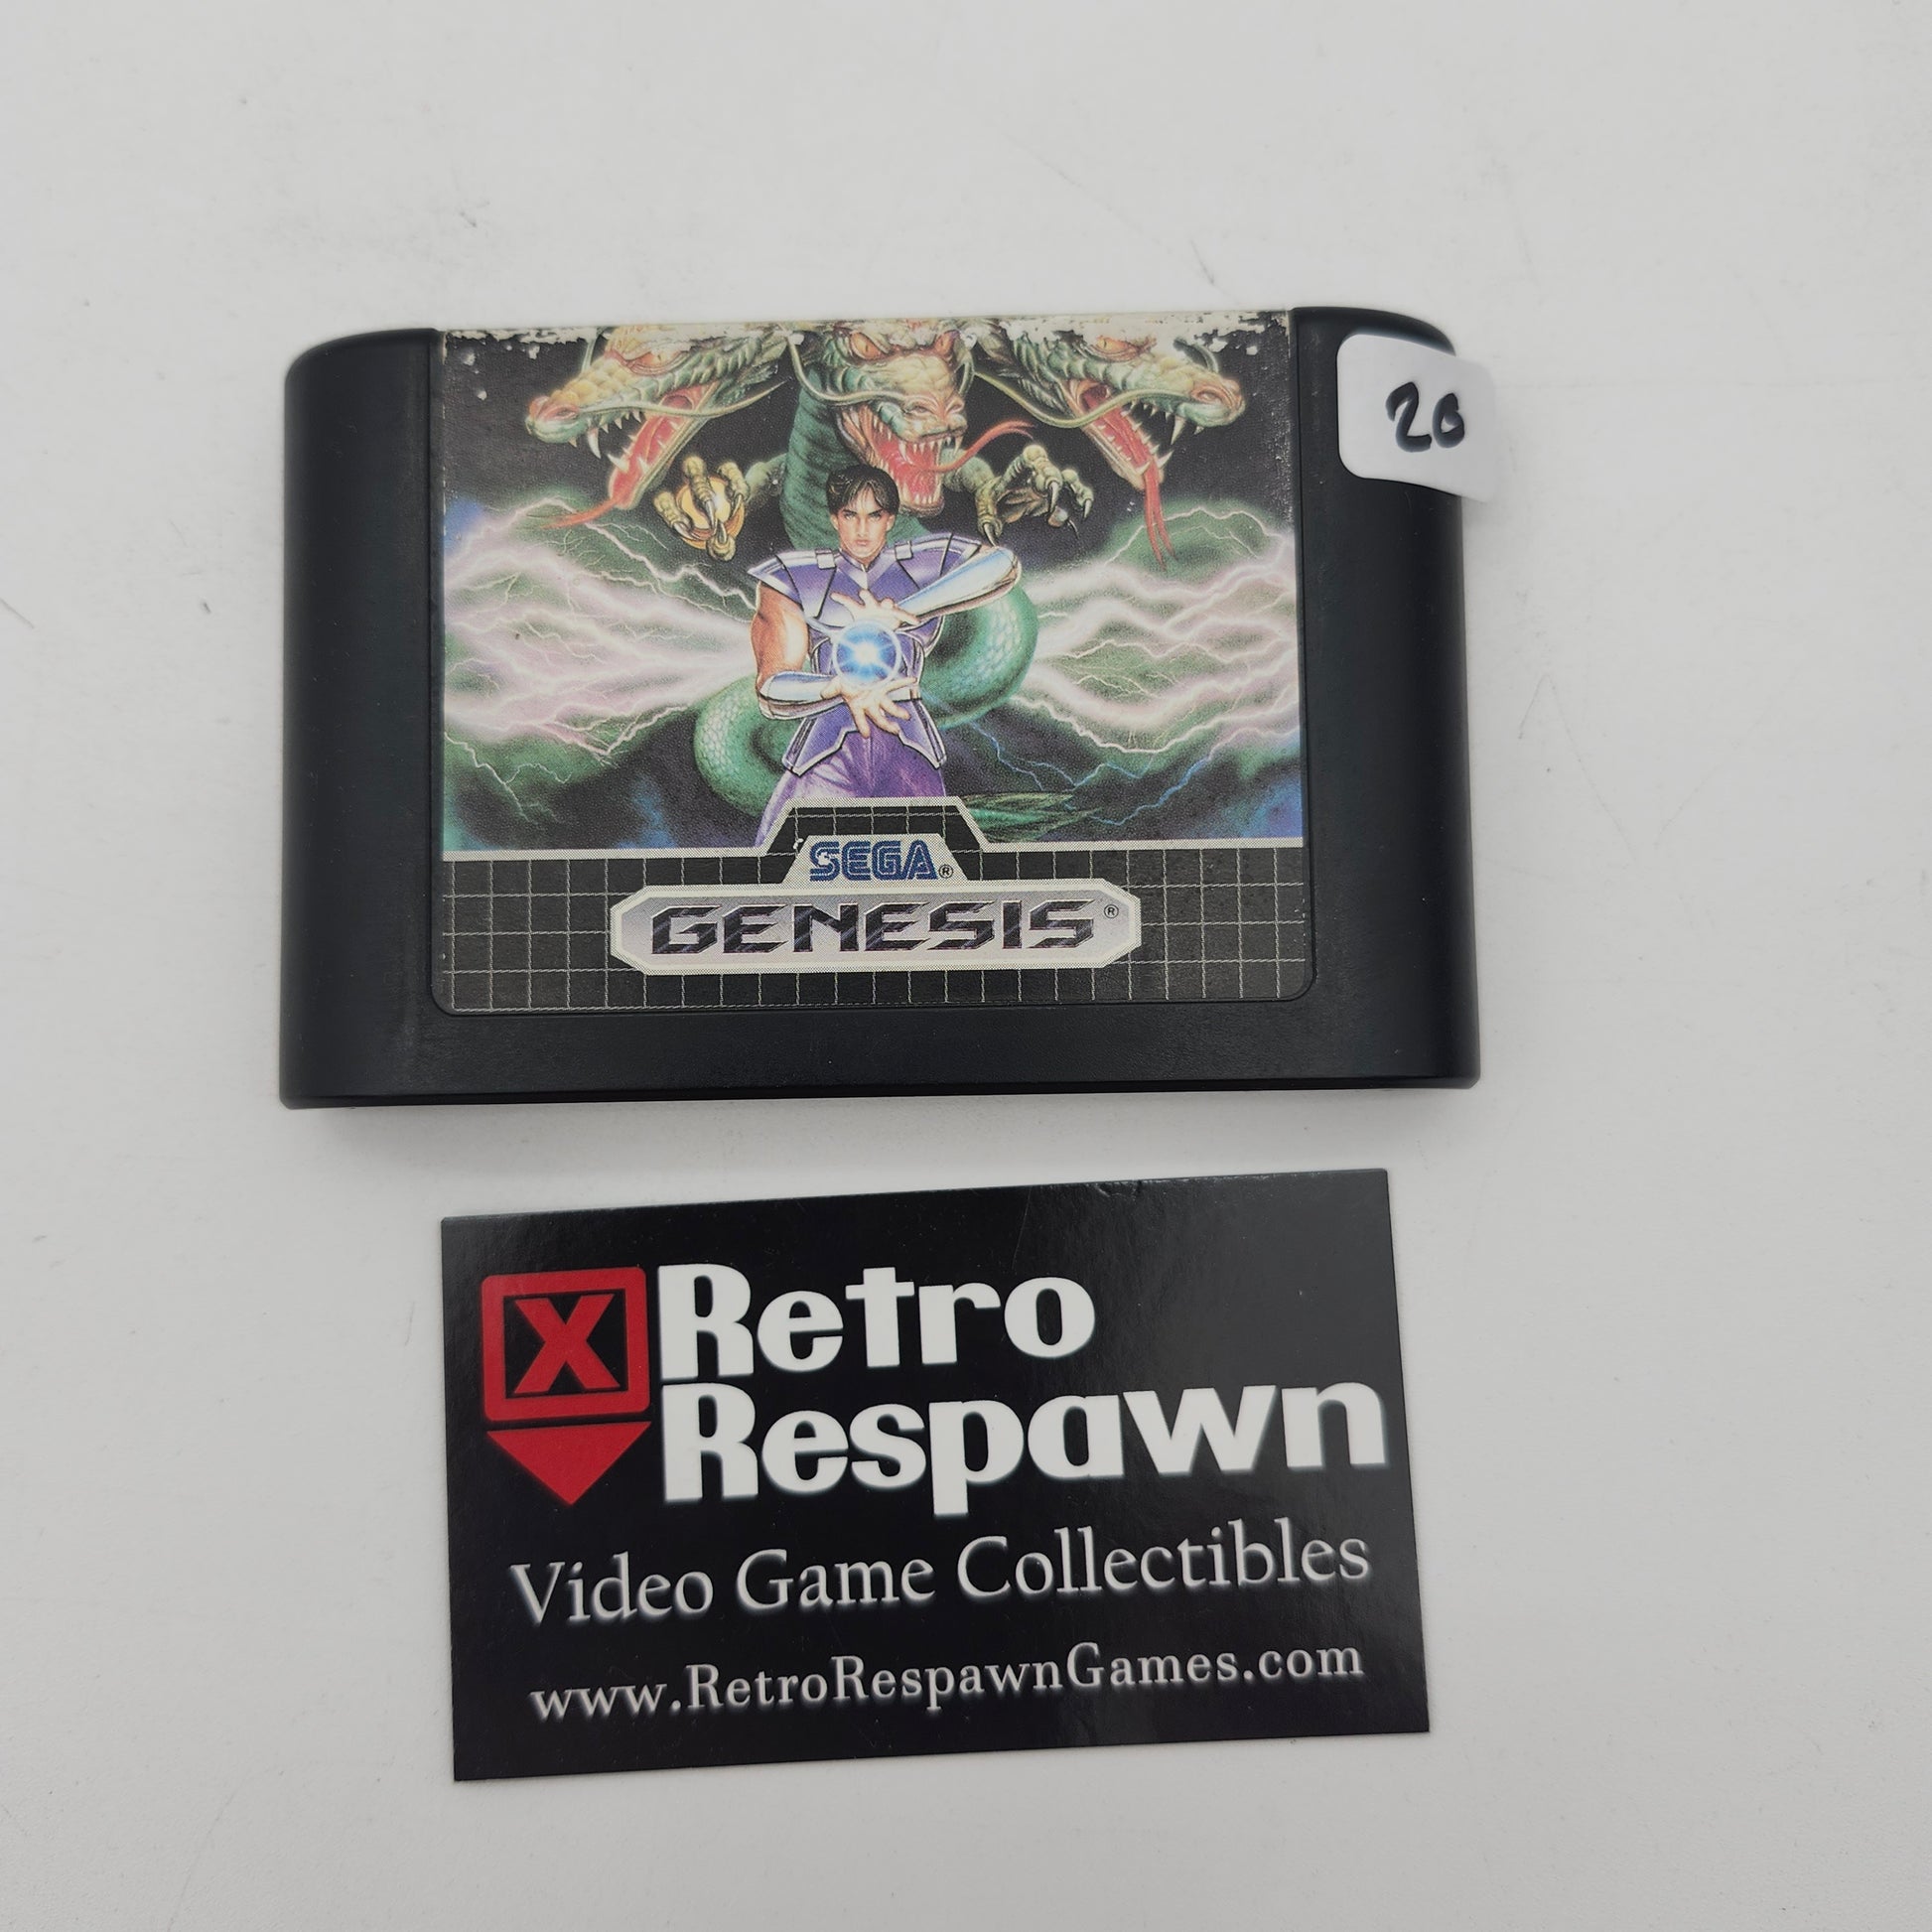 20
SEGA®
GENESIS®
X Retro
Respawn
Video Game Collectibles
www.RetroRespawnGames.com